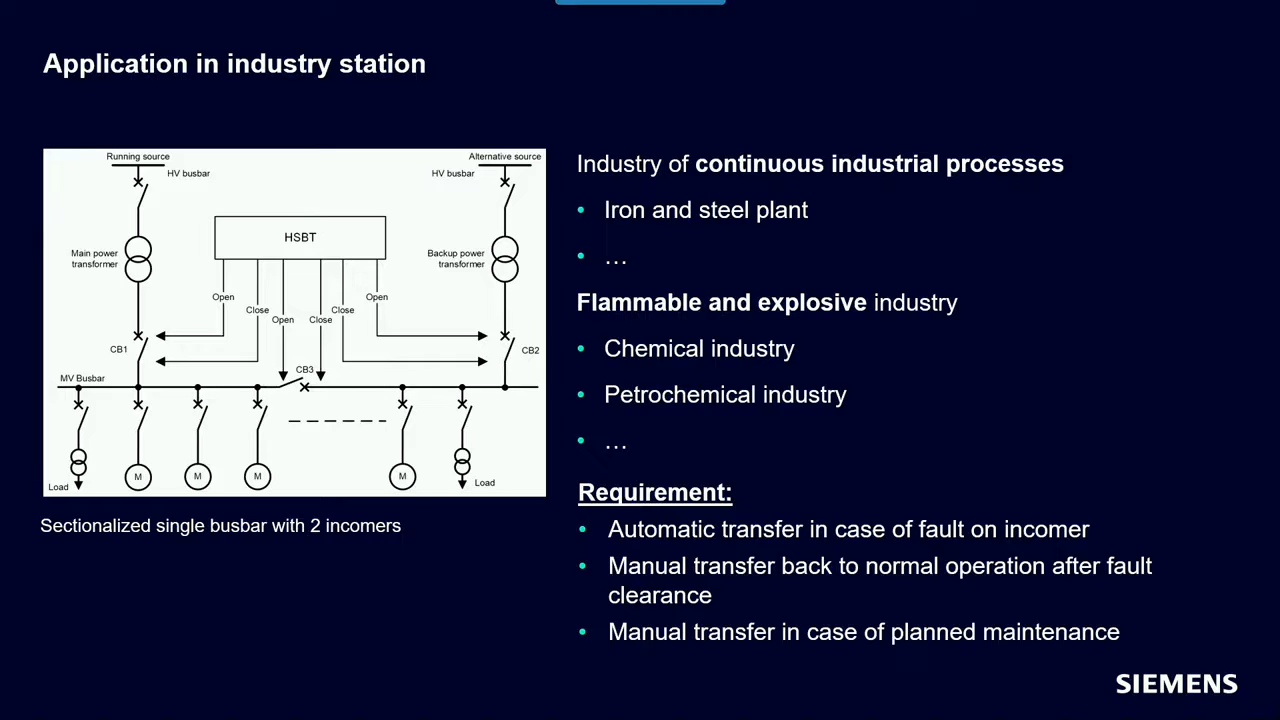 Application in industry station
Running source
Alternative source
HV busbar
HV busbar
HSBT
Main power
transformer
Backup power
transformer
Open
Close
Open
Close
Close
Open
CB1
CB2
CB3
MV Busbar
M
M
M
M
Load
Load
Sectionalized single busbar with 2 incomers
Industry of continuous industrial processes
• Iron and steel plant
• …
Flammable and explosive industry
• Chemical industry
• Petrochemical industry
• …
Requirement:
• Automatic transfer in case of fault on incomer
• Manual transfer back to normal operation after fault
clearance
• Manual transfer in case of planned maintenance
SIEMENS